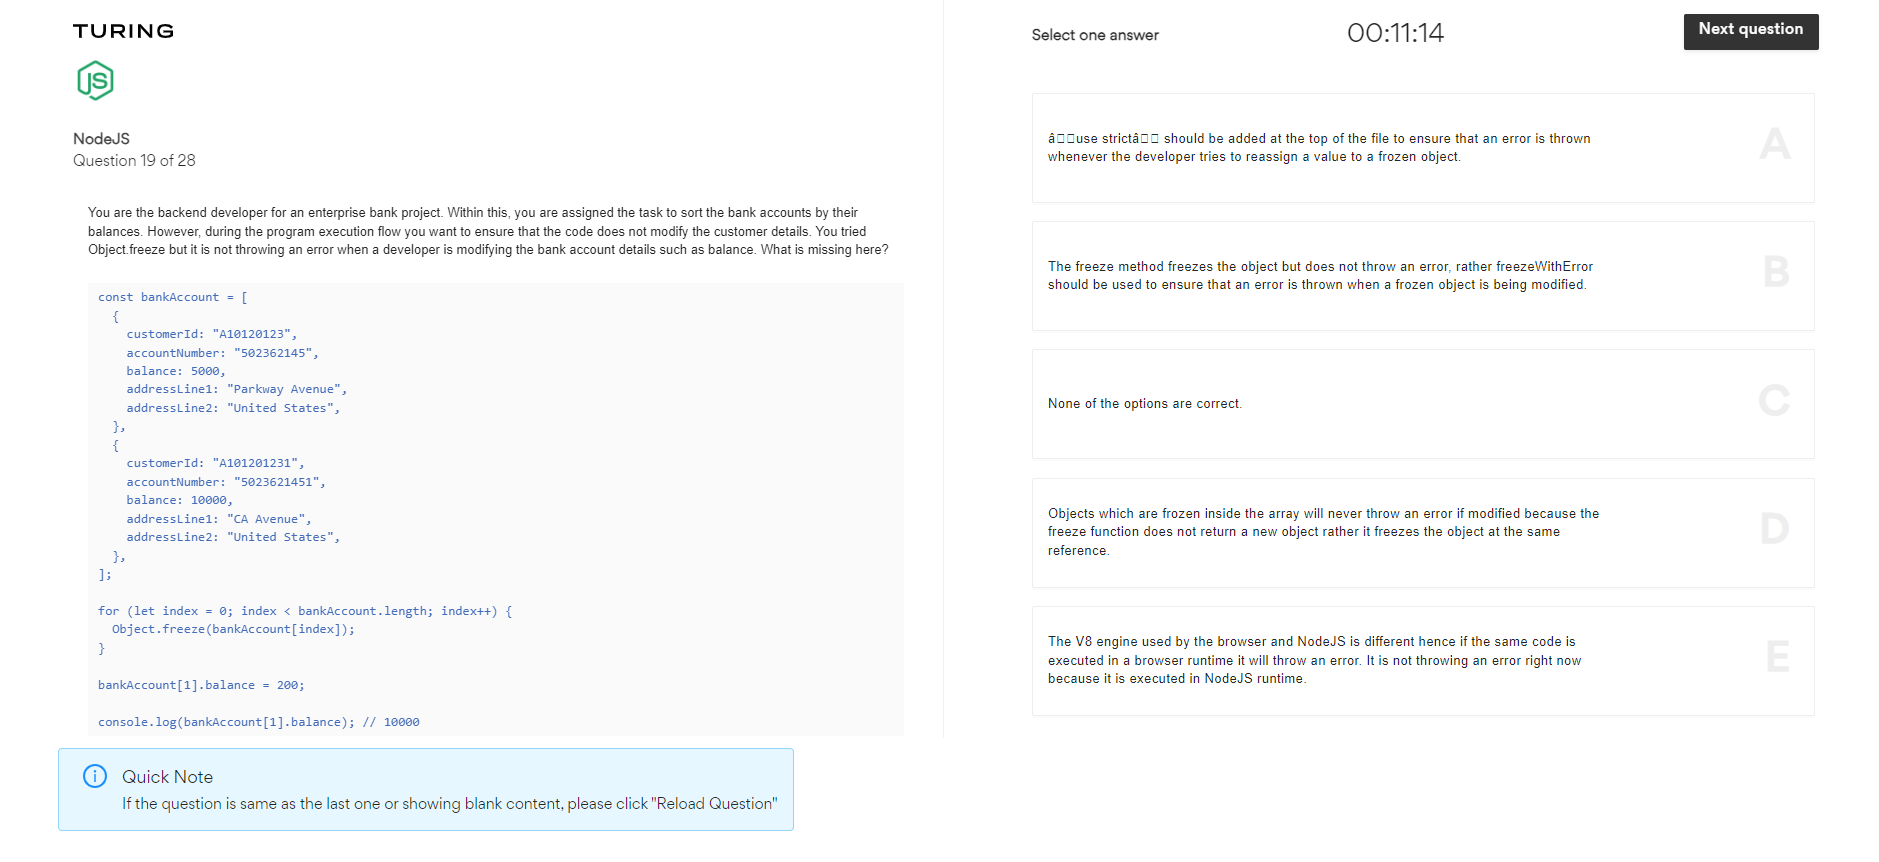 TURING
JS
NodeJS
Question 19 of 28
You are the backend developer for an enterprise bank project. Within this, you are assigned the task to sort the bank accounts by their
balances. However, during the program execution flow you want to ensure that the code does not modify the customer details. You tried
Object.freeze but it is not throwing an error when a developer is modifying the bank account details such as balance. What is missing here?
const bankAccount = [
  {
    customerId: "A10120123",
    accountNumber: "502362145",
    balance: 5000,
    addressLine1: "Parkway Avenue",
    addressLine2: "United States",
  },
  {
    customerId: "A101201231",
    accountNumber: "5023621451",
    balance: 10000,
    addressLine1: "CA Avenue",
    addressLine2: "United States",
  },
];
for (let index = 0; index < bankAccount.length; index++) {
  Object.freeze(bankAccount[index]);
}
bankAccount[1].balance = 200;
console.log(bankAccount[1].balance); // 10000
Quick Note
If the question is same as the last one or showing blank content, please click "Reload Question"
Select one answer
00:11:14
Next question
â□□use strictâ□□ should be added at the top of the file to ensure that an error is thrown
whenever the developer tries to reassign a value to a frozen object.
A
The freeze method freezes the object but does not throw an error, rather freezeWithError
should be used to ensure that an error is thrown when a frozen object is being modified.
B
None of the options are correct.
C
Objects which are frozen inside the array will never throw an error if modified because the
freeze function does not return a new object rather it freezes the object at the same
reference.
D
The V8 engine used by the browser and NodeJS is different hence if the same code is
executed in a browser runtime it will throw an error. It is not throwing an error right now
because it is executed in NodeJS runtime.
E